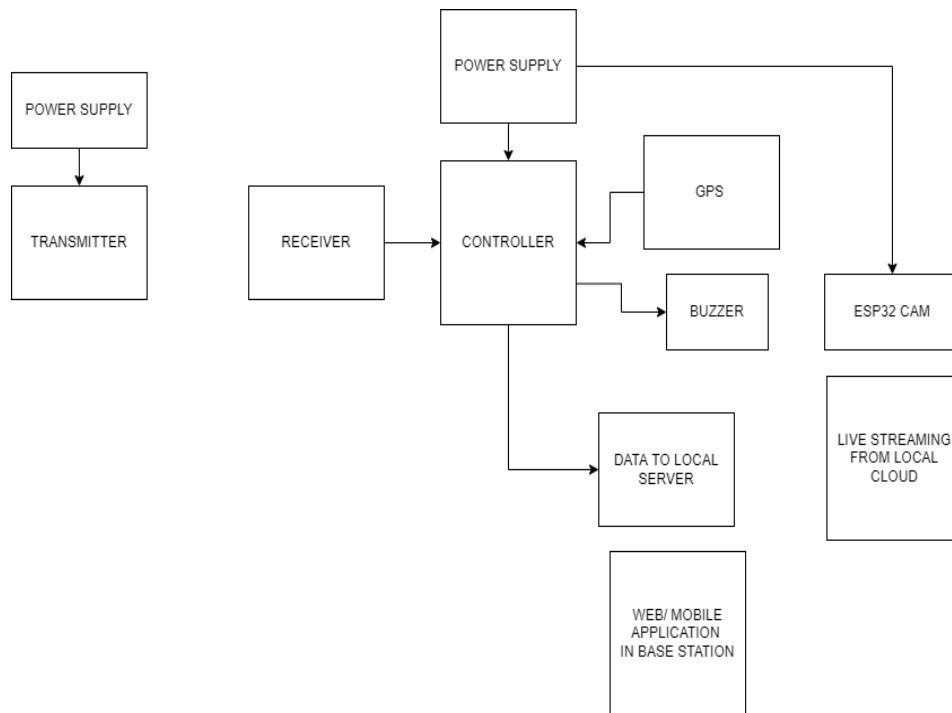 POWER SUPPLY
POWER SUPPLY
GPS
TRANSMITTER
RECEIVER
CONTROLLER
BUZZER
ESP32 CAM
LIVE STREAMING
FROM LOCAL
CLOUD
DATA TO LOCAL
SERVER
WEB/ MOBILE
APPLICATION
IN BASE STATION